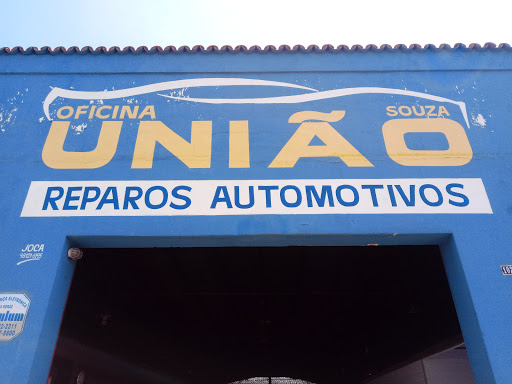 OFICINA SOUZA
UNIÃO
REPAROS AUTOMOTIVOS
JOCA